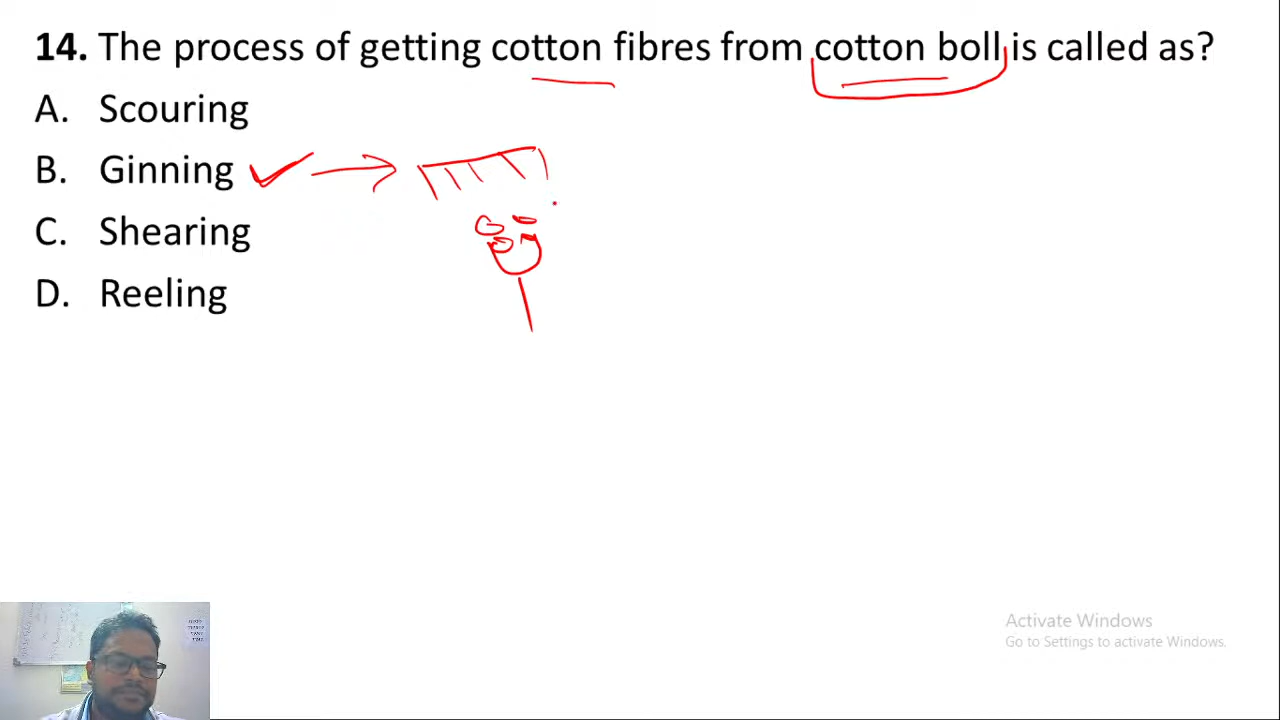 14. The process of getting cotton fibres from cotton boll is called as?
A. Scouring
B. Ginning
C. Shearing
D. Reeling
Activate Windows
Go to Settings to activate Windows.